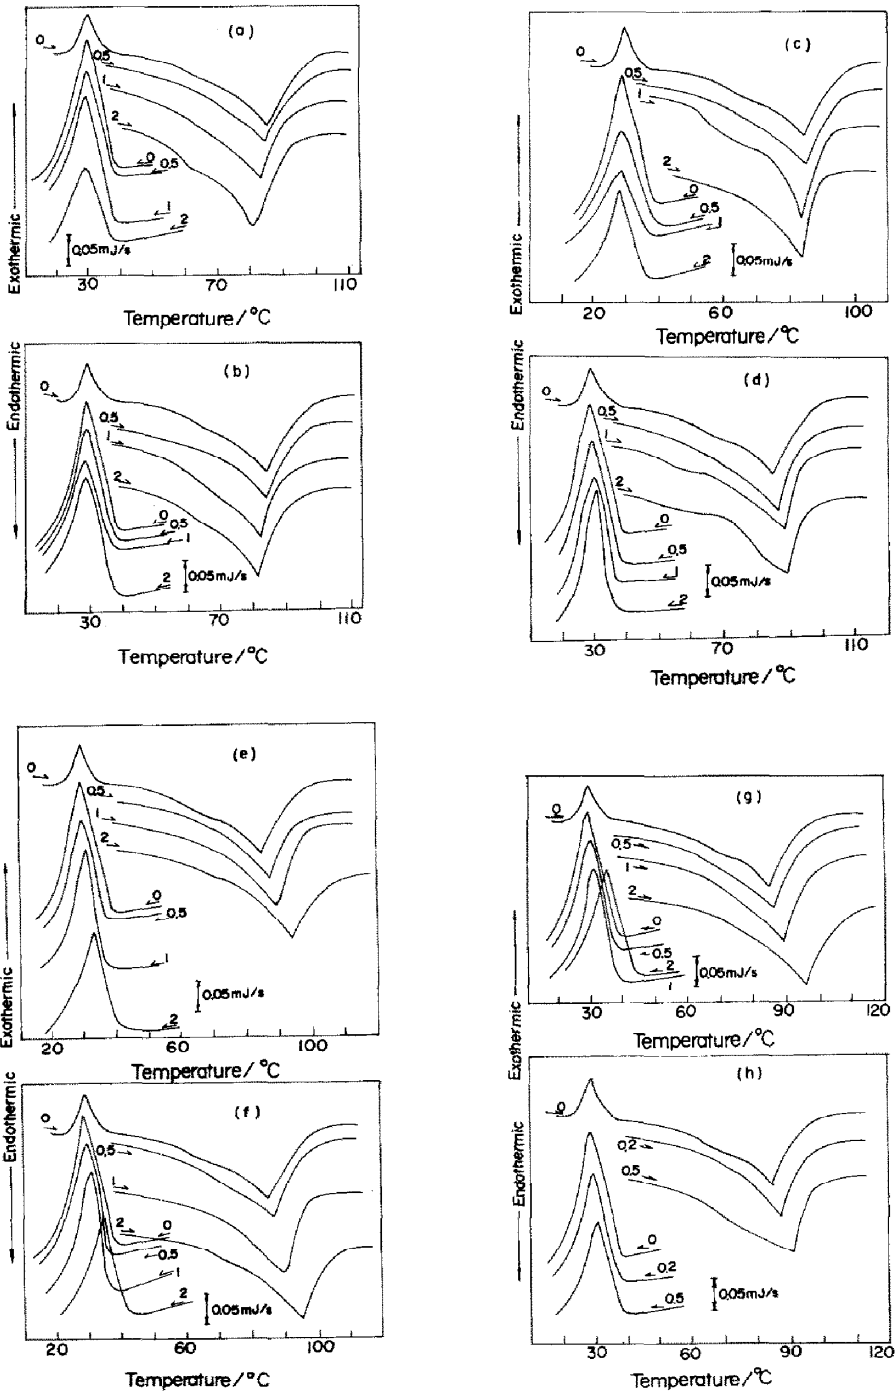 (a)
0
0.5
1
2
0
0.5
1
2
0.05mJ/s
30
70
110
Temperature/°C
(b)
0
0.5
1
2
0
0.5
1
2
0.05mJ/s
30
70
110
Temperature/°C
Exothermic
Endothermic
(c)
0
0.5
1
2
0
0.5
1
2
0.05mJ/s
20
60
100
Temperature/°C
(d)
0
0.5
1
2
0
0.5
1
2
0.05mJ/s
30
70
110
Temperature/°C
Exothermic
Endothermic
(e)
0
0.5
1
2
0
0.5
1
2
0.05mJ/s
20
60
100
Temperature/°C
(f)
0
0.5
1
2
0
0.5
1
2
0.05mJ/s
20
60
100
Temperature/°C
Exothermic
Endothermic
(g)
0
0.5
1
2
0
0.5
2
1
0.05mJ/s
30
60
90
120
Temperature/°C
(h)
0
0.2
0.5
0
0.2
0.5
0.05mJ/s
30
60
90
120
Temperature/°C
Exothermic
Endothermic